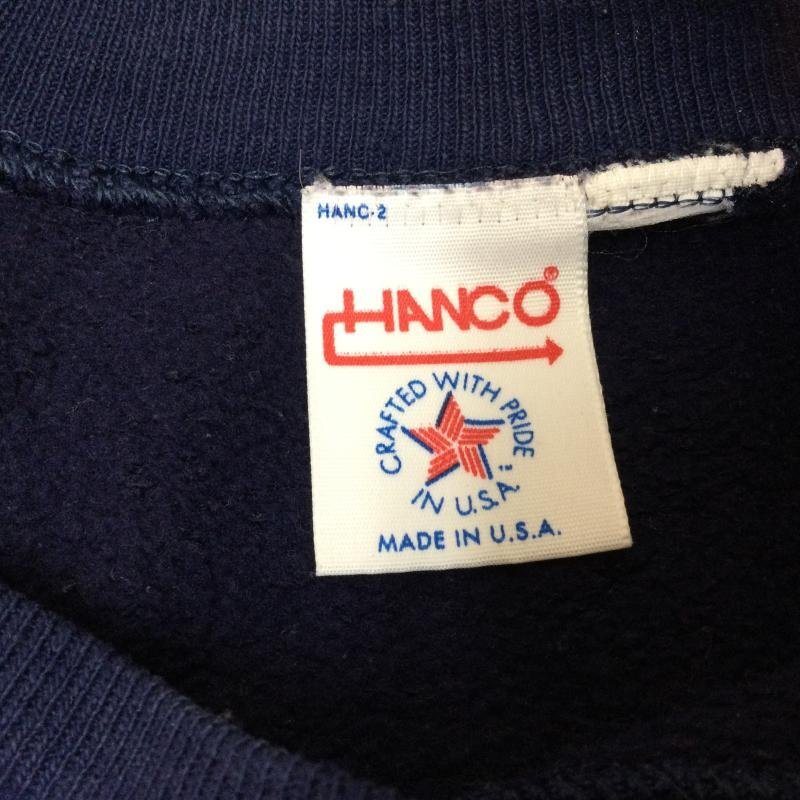 HANC-2
HANCO®
CRAFTED WITH PRIDE
IN U.S.A.
MADE IN U.S.A.